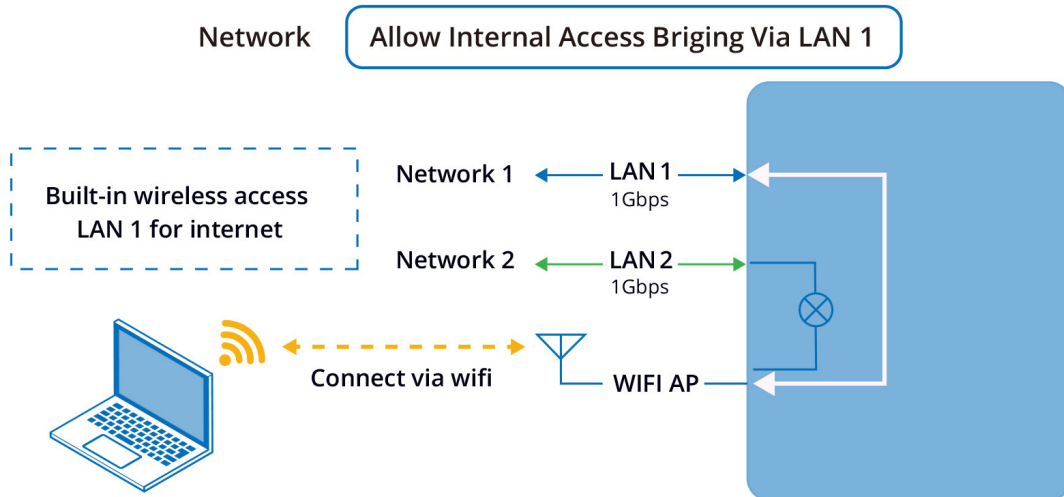 Network Allow Internal Access Briging Via LAN 1
Built-in wireless access
LAN 1 for internet
Network 1 LAN 1
1Gbps
Network 2 LAN 2
1Gbps
Connect via wifi
WIFI AP